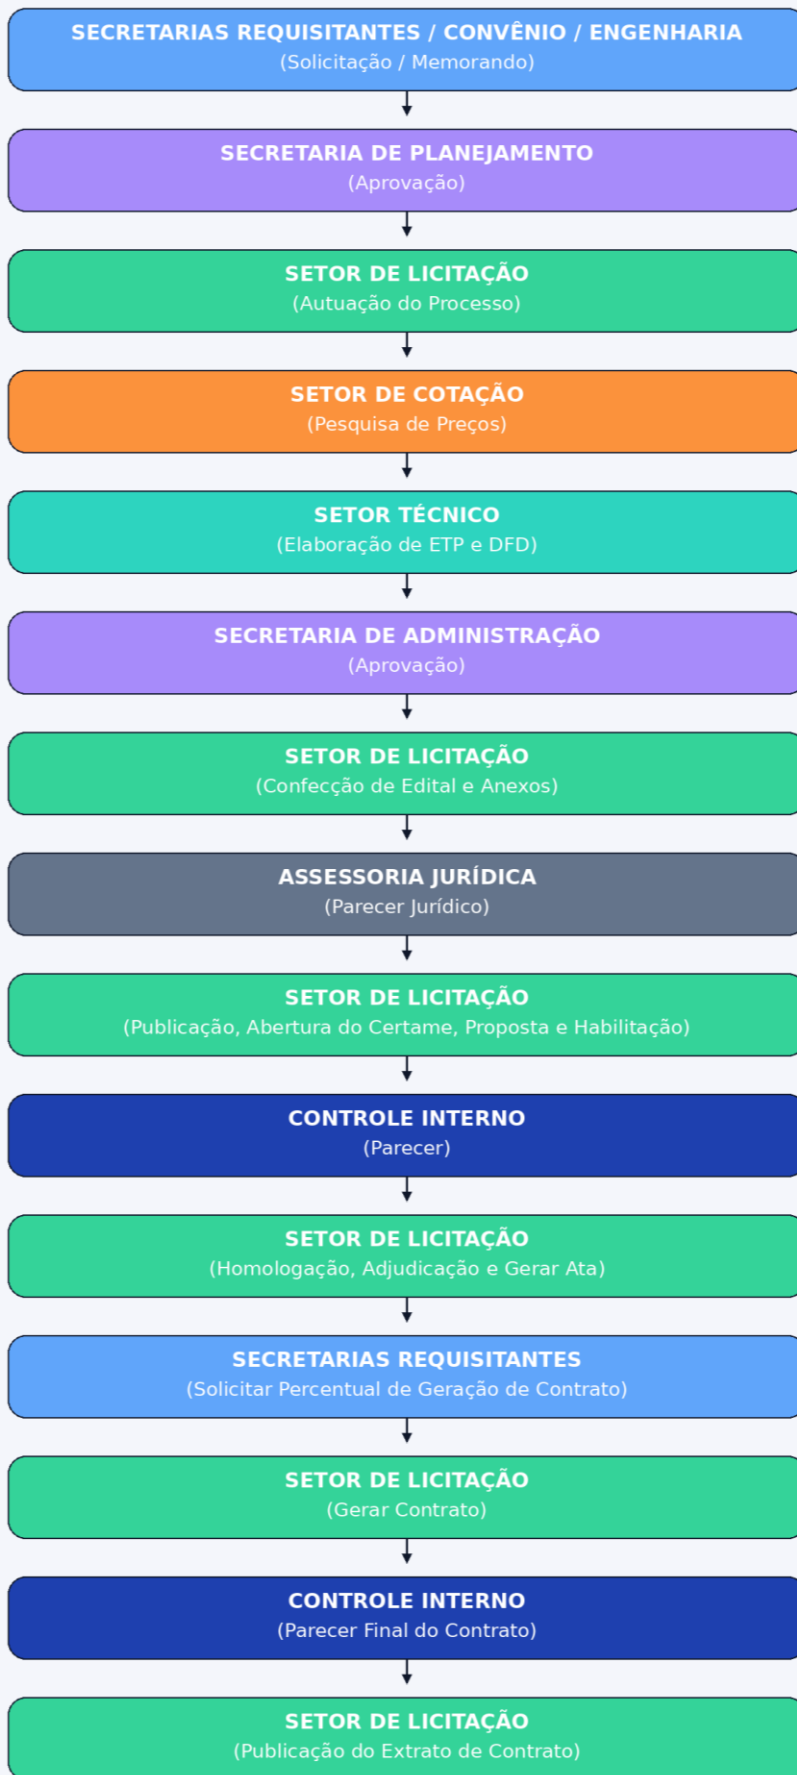 SECRETARIAS REQUISITANTES / CONVÊNIO / ENGENHARIA
(Solicitação / Memorando)
SECRETARIA DE PLANEJAMENTO
(Aprovação)
SETOR DE LICITAÇÃO
(Autuação do Processo)
SETOR DE COTAÇÃO
(Pesquisa de Preços)
SETOR TÉCNICO
(Elaboração de ETP e DFD)
SECRETARIA DE ADMINISTRAÇÃO
(Aprovação)
SETOR DE LICITAÇÃO
(Confecção de Edital e Anexos)
ASSESSORIA JURÍDICA
(Parecer Jurídico)
SETOR DE LICITAÇÃO
(Publicação, Abertura do Certame, Proposta e Habilitação)
CONTROLE INTERNO
(Parecer)
SETOR DE LICITAÇÃO
(Homologação, Adjudicação e Gerar Ata)
SECRETARIAS REQUISITANTES
(Solicitar Percentual de Geração de Contrato)
SETOR DE LICITAÇÃO
(Gerar Contrato)
CONTROLE INTERNO
(Parecer Final do Contrato)
SETOR DE LICITAÇÃO
(Publicação do Extrato de Contrato)